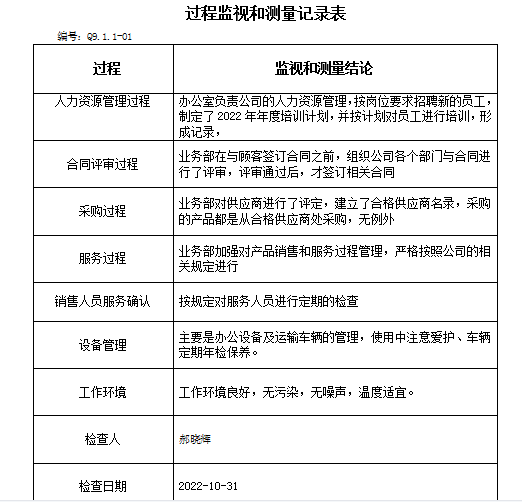 过程监视和测量记录表
编号：Q9.1.1-01
过程
监视和测量结论
人力资源管理过程
办公室负责公司的人力资源管理，按岗位要求招聘新的员工，
制定了 2022 年年度培训计划，并按计划对员工进行培训，形
成记录，
合同评审过程
业务部在与顾客签订合同之前，组织公司各个部门与合同进
行了评审，评审通过后，才签订相关合同
采购过程
业务部对供应商进行了评定，建立了合格供应商名录，采购
的产品都是从合格供应商处采购，无例外
服务过程
业务部加强对产品销售和服务过程管理，严格按照公司的相
关规定进行
销售人员服务确认
按规定对服务人员进行定期的检查
设备管理
主要是办公设备及运输车辆的管理，使用中注意爱护、车辆
定期年检保养。
工作环境
工作环境良好，无污染，无噪声，温度适宜。
检查人
郝晓辉
检查日期
2022-10-31